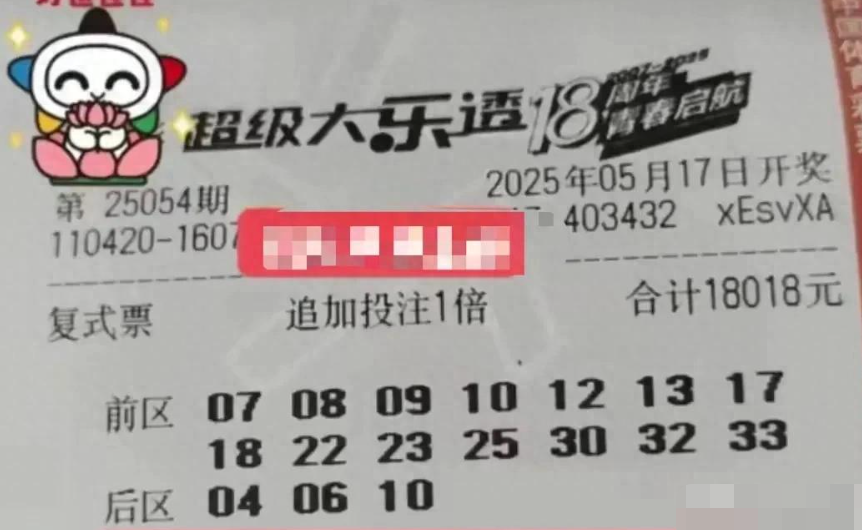 超级大乐透18周年青春启航
2007-2025
第 25054期 2025年05月17日开奖
110420-1607 403432 xEsvXA
复式票 追加投注1倍 合计18018元
前区 07 08 09 10 12 13 17
18 22 23 25 30 32 33
后区 04 06 10